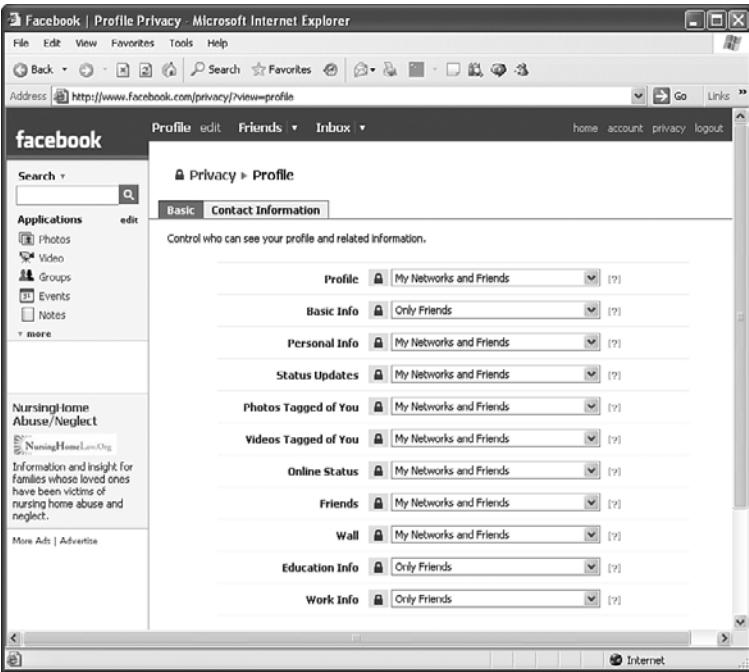 Facebook | Profile Privacy - Microsoft Internet Explorer
File Edit View Favorites Tools Help
Back Search Favorites
Address http://www.facebook.com/privacy/?view=profile Go Links »
facebook
Profile edit Friends Inbox home account privacy logout
Search
Applications edit
Photos
Video
Groups
31 Events
Notes
more
NursingHome
Abuse/Neglect
NursingHomeLaw.Org
Information and insight for
families whose loved ones
have been victims of
nursing home abuse and
neglect.
More Ads | Advertise
Privacy Profile
Basic Contact Information
Control who can see your profile and related information.
Profile My Networks and Friends [?]
Basic Info Only Friends [?]
Personal Info My Networks and Friends [?]
Status Updates My Networks and Friends [?]
Photos Tagged of You My Networks and Friends [?]
Videos Tagged of You My Networks and Friends [?]
Online Status My Networks and Friends [?]
Friends My Networks and Friends [?]
Wall My Networks and Friends [?]
Education Info Only Friends [?]
Work Info Only Friends [?]
Internet